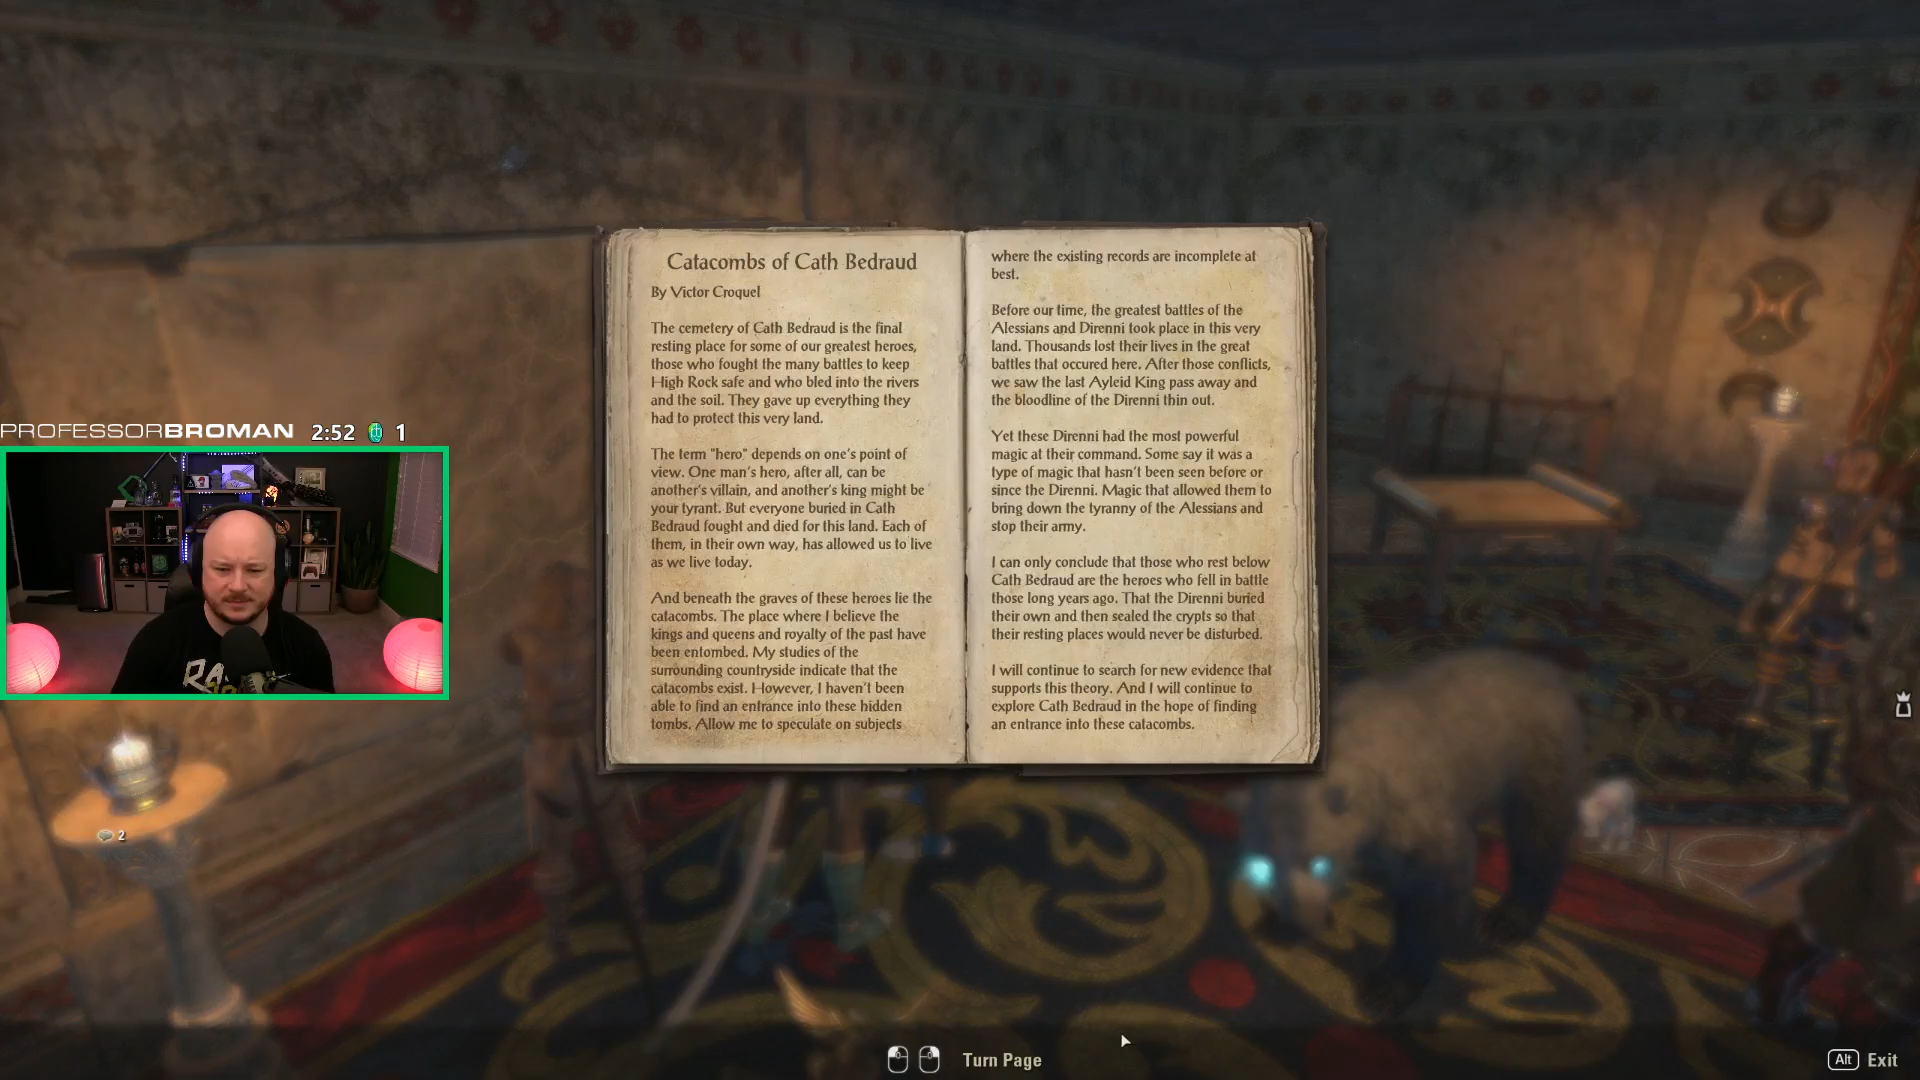 Catacombs of Cath Bedraud
By Victor Croquel
The cemetery of Cath Bedraud is the final
resting place for some of our greatest heroes,
those who fought the many battles to keep
High Rock safe and who bled into the rivers
and the soil. They gave up everything they
had to protect this very land.
The term "hero" depends on one's point of
view. One man's hero, after all, can be
another's villain, and another's king might be
your tyrant. But everyone buried in Cath
Bedraud fought and died for this land. Each of
them, in their own way, has allowed us to live
as we live today.
And beneath the graves of these heroes lie the
catacombs. The place where I believe the
kings and queens and royalty of the past have
been entombed. My studies of the
surrounding countryside indicate that the
catacombs exist. However, I haven't been
able to find an entrance into these hidden
tombs. Allow me to speculate on subjects
where the existing records are incomplete at
best.
Before our time, the greatest battles of the
Alessians and Direnni took place in this very
land. Thousands lost their lives in the great
battles that occured here. After those conflicts,
we saw the last Ayleid King pass away and
the bloodline of the Direnni thin out.
Yet these Direnni had the most powerful
magic at their command. Some say it was a
type of magic that hasn't been seen before or
since the Direnni. Magic that allowed them to
bring down the tyranny of the Alessians and
stop their army.
I can only conclude that those who rest below
Cath Bedraud are the heroes who fell in battle
those long years ago. That the Direnni buried
their own and then sealed the crypts so that
their resting places would never be disturbed.
I will continue to search for new evidence that
supports this theory. And I will continue to
explore Cath Bedraud in the hope of finding
an entrance into these catacombs.
PROFESSORBROMAN 2:52 1
2
Turn Page
Alt Exit